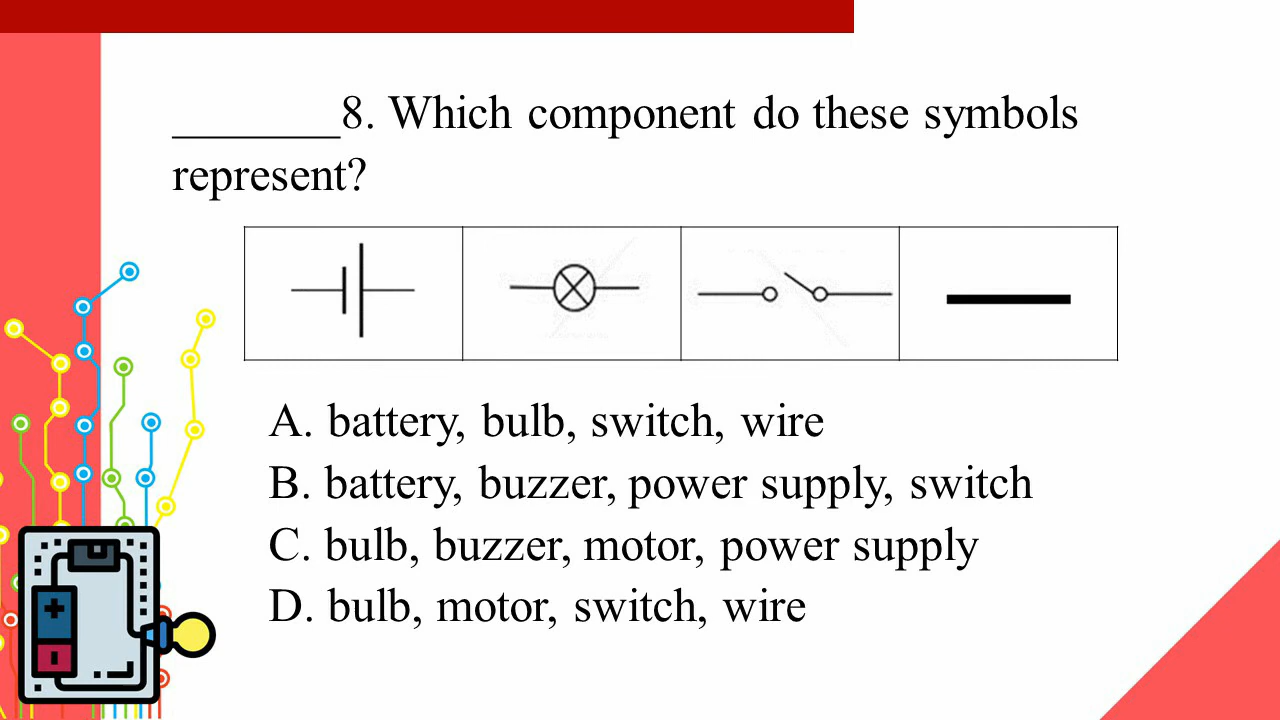 _______8. Which component do these symbols
represent?
A. battery, bulb, switch, wire
B. battery, buzzer, power supply, switch
C. bulb, buzzer, motor, power supply
D. bulb, motor, switch, wire